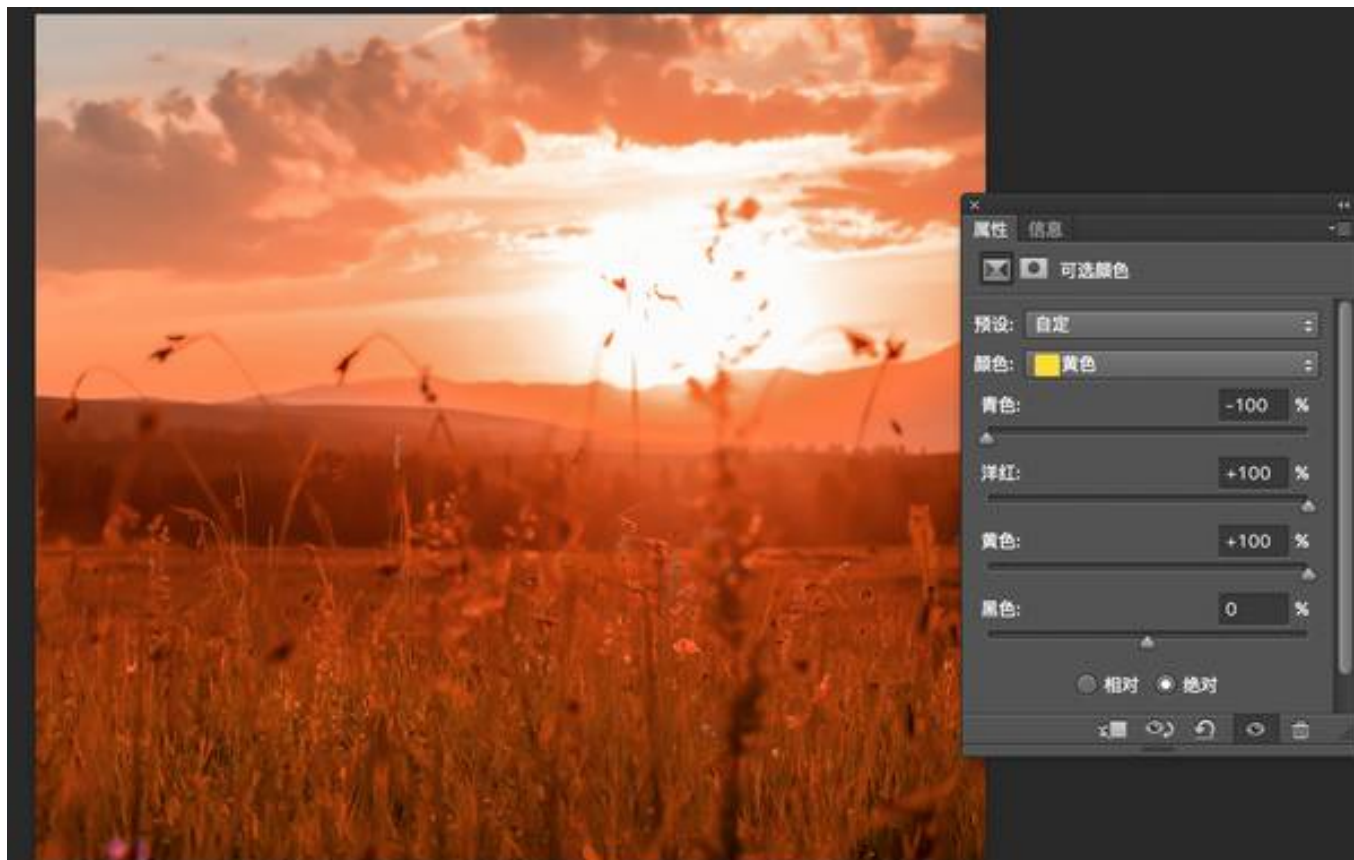 属性 信息
可选颜色
预设: 自定
颜色: 黄色
青色: -100 %
洋红: +100 %
黄色: +100 %
黑色: 0 %
相对 绝对